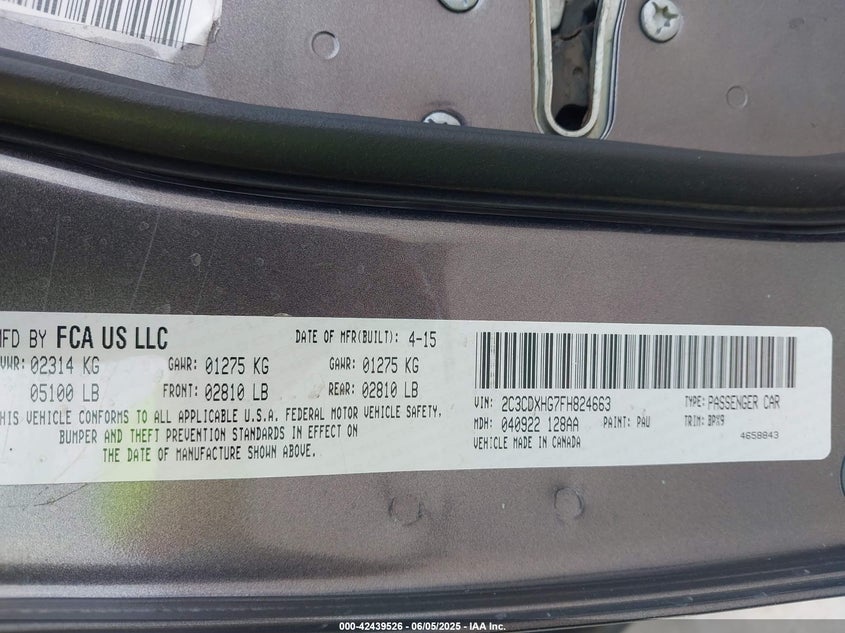 MFD BY FCA US LLC
DATE OF MFR(BUILT): 4-15
GVWR: 02314 KG GAWR: 01275 KG GAWR: 01275 KG
05100 LB FRONT: 02810 LB REAR: 02810 LB
THIS VEHICLE CONFORMS TO ALL APPLICABLE U.S.A. FEDERAL MOTOR VEHICLE SAFETY,
BUMPER AND THEFT PREVENTION STANDARDS IN EFFECT ON
THE DATE OF MANUFACTURE SHOWN ABOVE.
VIN: 2C3CDXHG7FH824663 TYPE: PASSENGER CAR
MDH: 040922 128AA PAINT: PAU TRIM: BPX9
VEHICLE MADE IN CANADA 4658843
000-42439526 - 06/05/2025 - IAA Inc.